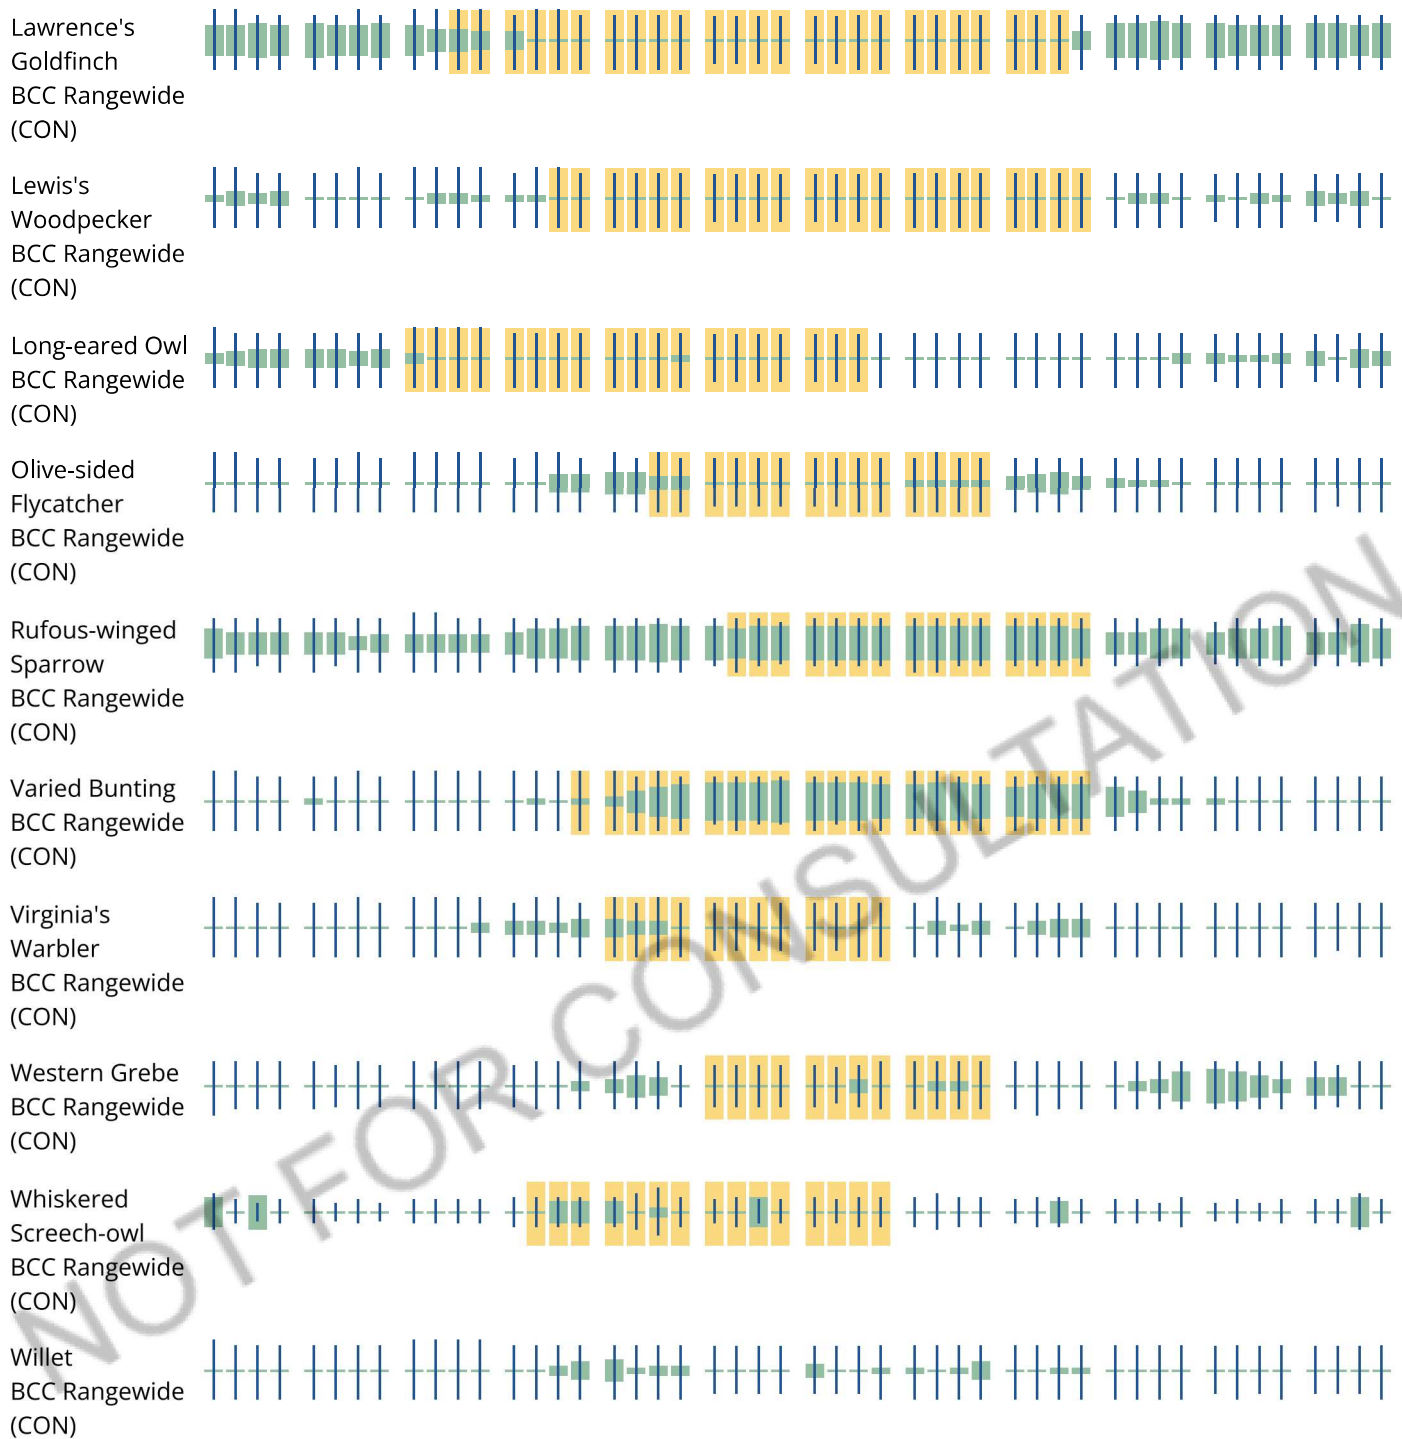 Lawrence's
Goldfinch
BCC Rangewide
(CON)
Lewis's
Woodpecker
BCC Rangewide
(CON)
Long-eared Owl
BCC Rangewide
(CON)
Olive-sided
Flycatcher
BCC Rangewide
(CON)
Rufous-winged
Sparrow
BCC Rangewide
(CON)
Varied Bunting
BCC Rangewide
(CON)
Virginia's
Warbler
BCC Rangewide
(CON)
Western Grebe
BCC Rangewide
(CON)
Whiskered
Screech-owl
BCC Rangewide
(CON)
Willet
BCC Rangewide
(CON)
NOT FOR CONSULTATION